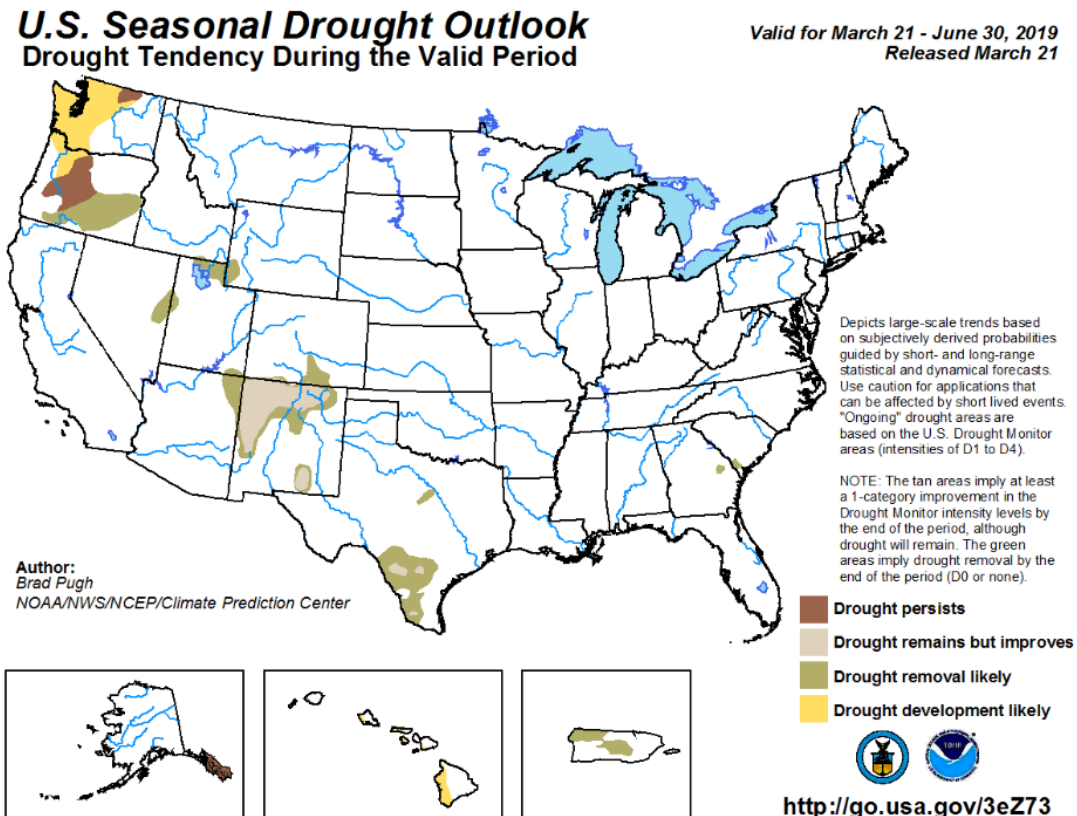 U.S. Seasonal Drought Outlook
Drought Tendency During the Valid Period
Valid for March 21 - June 30, 2019
Released March 21
Depicts large-scale trends based
on subjectively derived probabilities
guided by short- and long-range
statistical and dynamical forecasts.
Use caution for applications that
can be affected by short lived events.
"Ongoing" drought areas are
based on the U.S. Drought Monitor
areas (intensities of D1 to D4).
NOTE: The tan areas imply at least
a 1-category improvement in the
Drought Monitor intensity levels by
the end of the period, although
drought will remain. The green
areas imply drought removal by the
end of the period (D0 or none).
Author:
Brad Pugh
NOAA/NWS/NCEP/Climate Prediction Center
Drought persists
Drought remains but improves
Drought removal likely
Drought development likely
http://go.usa.gov/3eZ73